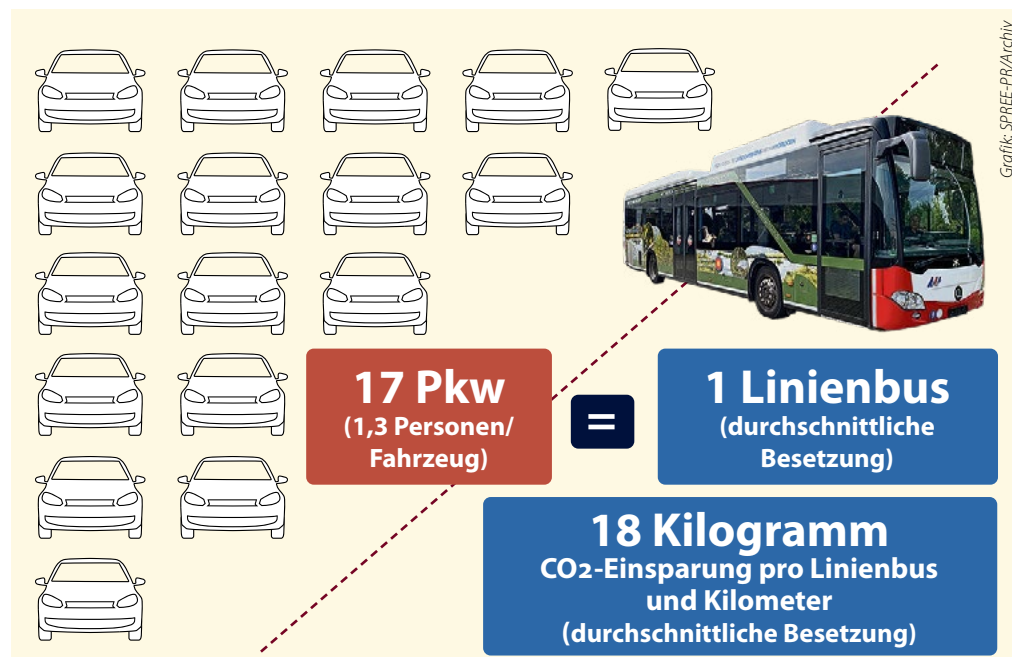 Grafik: SPREE-PR/Archiv
17 Pkw
(1,3 Personen/
Fahrzeug)
=
1 Linienbus
(durchschnittliche
Besetzung)
18 Kilogramm
CO2-Einsparung pro Linienbus
und Kilometer
(durchschnittliche Besetzung)